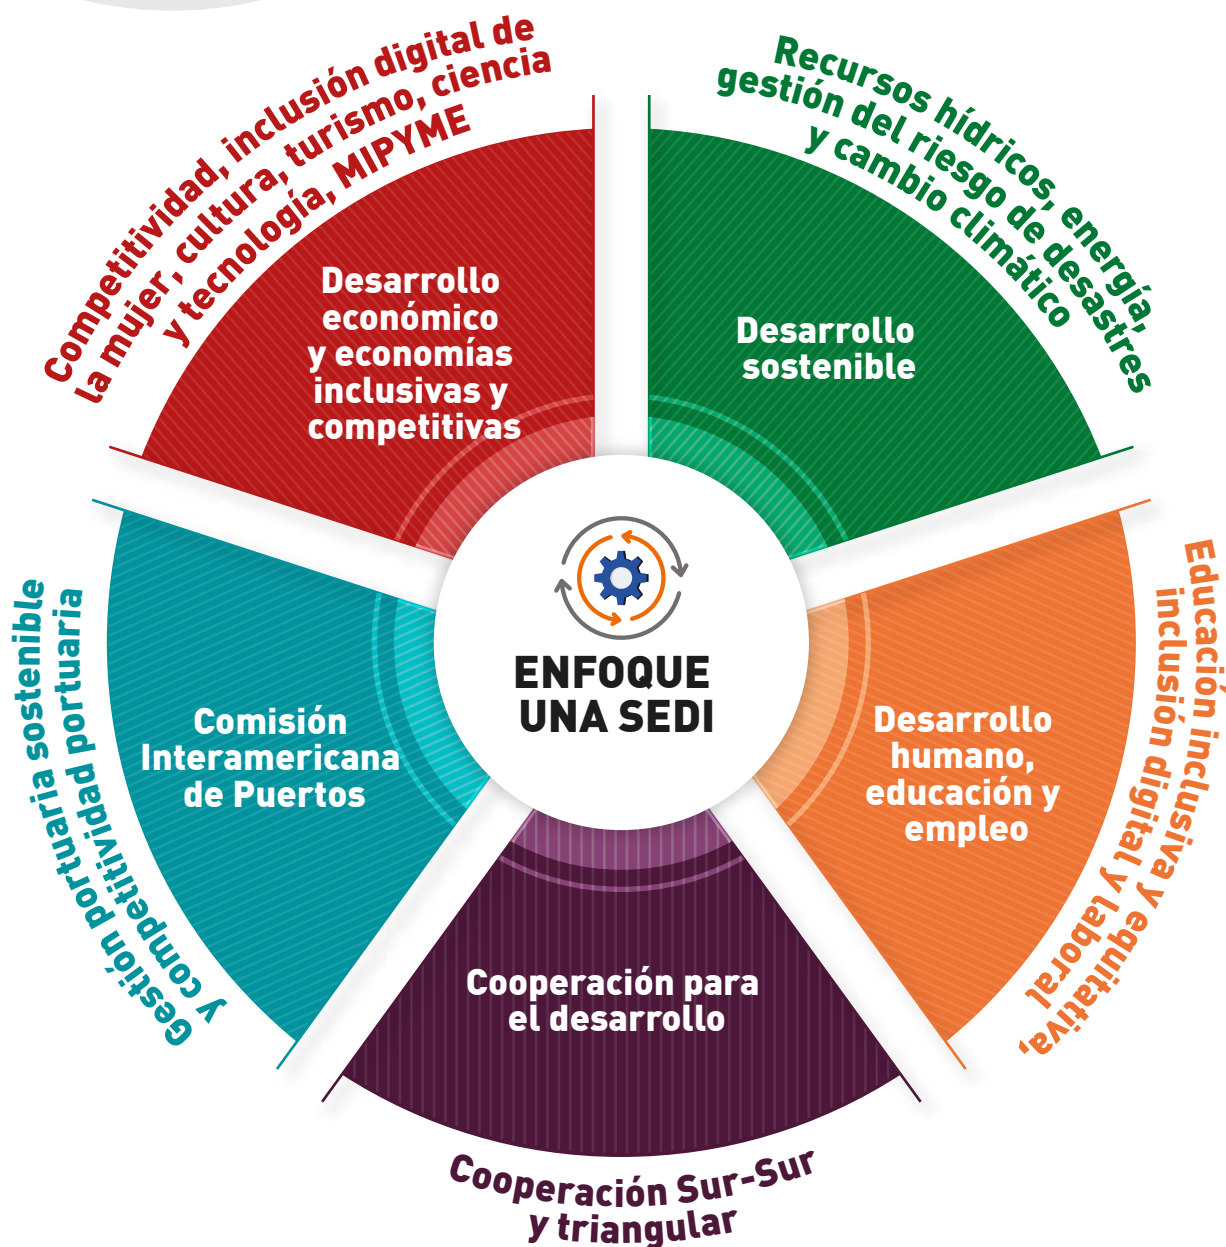 Competitividad, inclusión digital de
la mujer, cultura, turismo, ciencia
y tecnología, MIPYME
Desarrollo
económico
y economías
inclusivas y
competitivas
Recursos hídricos, energía,
gestión del riesgo de desastres
y cambio climático
Desarrollo
sostenible
ENFOQUE
UNA SEDI
Educación inclusiva y equitativa,
inclusión digital y laboral
Desarrollo
humano,
educación y
empleo
Cooperación para
el desarrollo
Cooperación Sur-Sur
y triangular
Comisión
Interamericana
de Puertos
Gestión portuaria sostenible
y competitividad portuaria